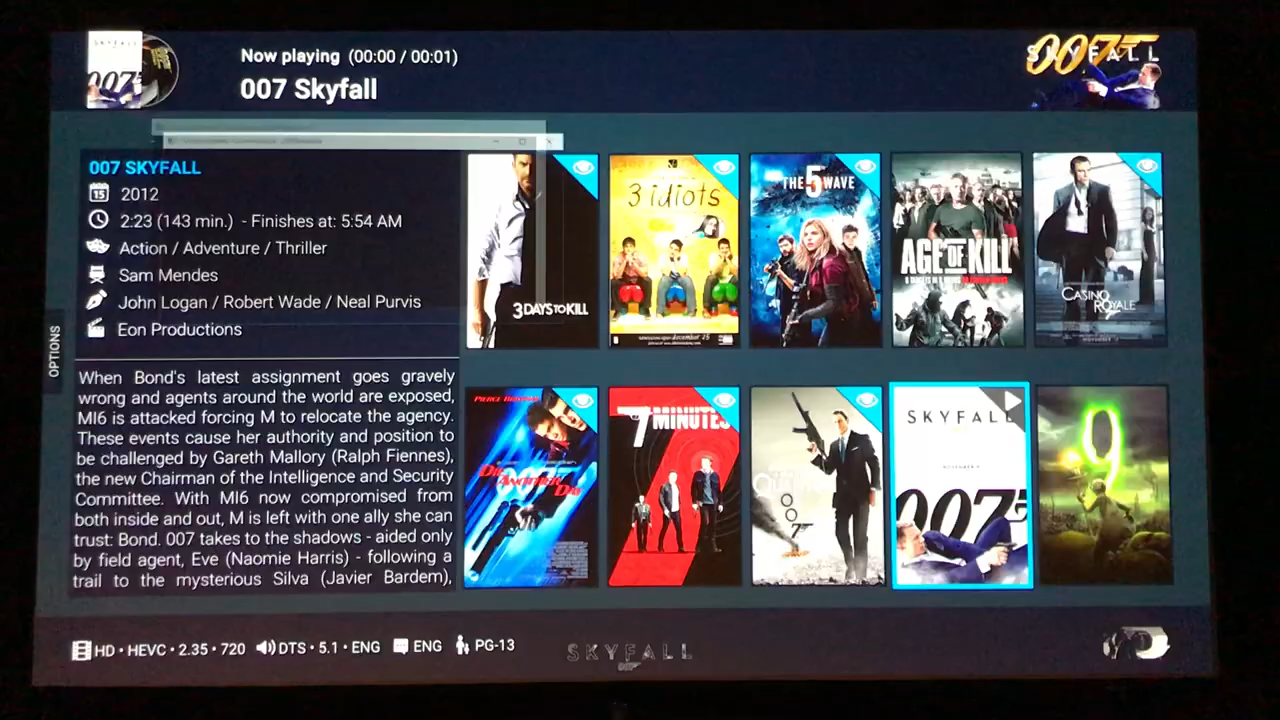 SKYFALL
007
Now playing (00:00 / 00:01)
007 Skyfall
007
SKYFALL
007 SKYFALL
2012
2:23 (143 min.) - Finishes at: 5:54 AM
Action / Adventure / Thriller
Sam Mendes
John Logan / Robert Wade / Neal Purvis
Eon Productions
OPTIONS
When Bond's latest assignment goes gravely
wrong and agents around the world are exposed,
MI6 is attacked forcing M to relocate the agency.
These events cause her authority and position to
be challenged by Gareth Mallory (Ralph Fiennes),
the new Chairman of the Intelligence and Security
Committee. With MI6 now compromised from
both inside and out, M is left with one ally she can
trust: Bond. 007 takes to the shadows - aided only
by field agent, Eve (Naomie Harris) - following a
trail to the mysterious Silva (Javier Bardem),
3 DAYS TO KILL
3 idiots
THE 5 WAVE
AGE OF KILL
CASINO ROYALE
PIERCE BROSNAN
DIE ANOTHER DAY
007
7 MINUTES
007
SKYFALL
007
9
HD • HEVC • 2.35 • 720 DTS • 5.1 • ENG ENG PG-13
SKYFALL
007